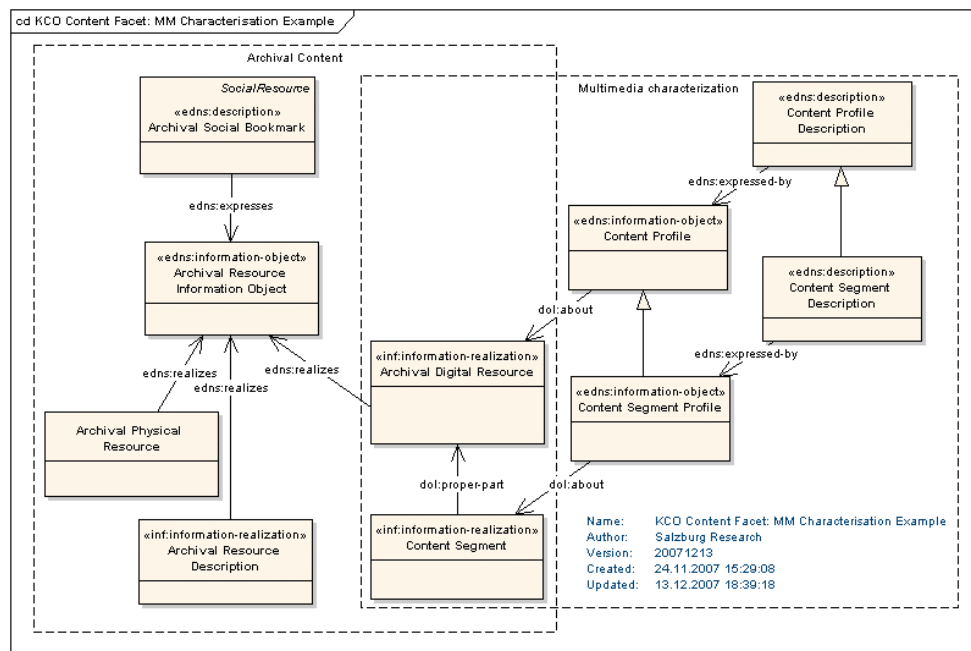 cd KCO Content Facet: MM Characterisation Example
Archival Content
SocialResource
«edns:description»
Archival Social Bookmark
edns:expresses
«edns:information-object»
Archival Resource
Information Object
edns:realizes
edns:realizes
edns:realizes
Archival Physical
Resource
«inf:information-realization»
Archival Resource
Description
Multimedia characterization
«edns:description»
Content Profile
Description
edns:expressed-by
«edns:information-object»
Content Profile
«edns:description»
Content Segment
Description
dol:about
edns:expressed-by
«inf:information-realization»
Archival Digital Resource
«edns:information-object»
Content Segment Profile
dol:proper-part
dol:about
«inf:information-realization»
Content Segment
Name: KCO Content Facet: MM Characterisation Example
Author: Salzburg Research
Version: 20071213
Created: 24.11.2007 15:29:08
Updated: 13.12.2007 18:39:18